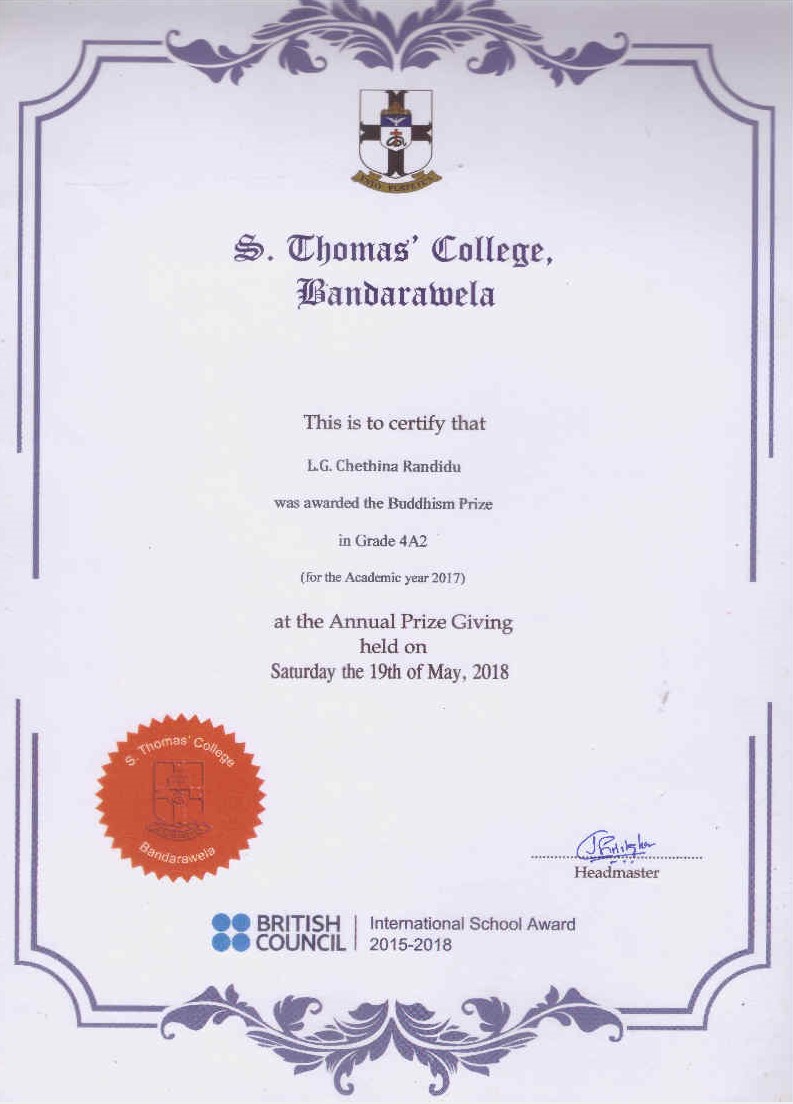 ESTO PERPETUA
S. Thomas' College,
Bandarawela
This is to certify that
L.G. Chethina Randidu
was awarded the Buddhism Prize
in Grade 4A2
(for the Academic year 2017)
at the Annual Prize Giving
held on
Saturday the 19th of May, 2018
S. Thomas' College
Bandarawela
Headmaster
BRITISH
COUNCIL
International School Award
2015-2018